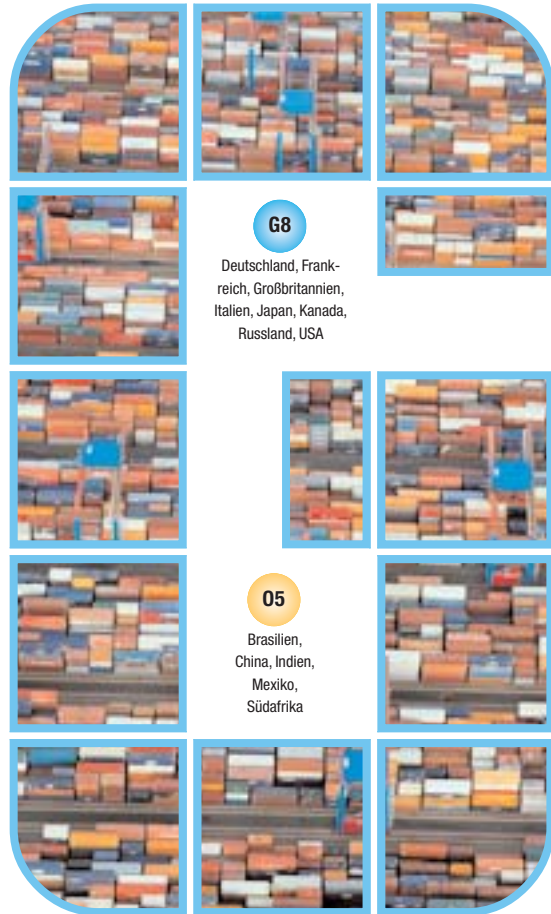 G8
Deutschland, Frank-
reich, Großbritannien,
Italien, Japan, Kanada,
Russland, USA
O5
Brasilien,
China, Indien,
Mexiko,
Südafrika